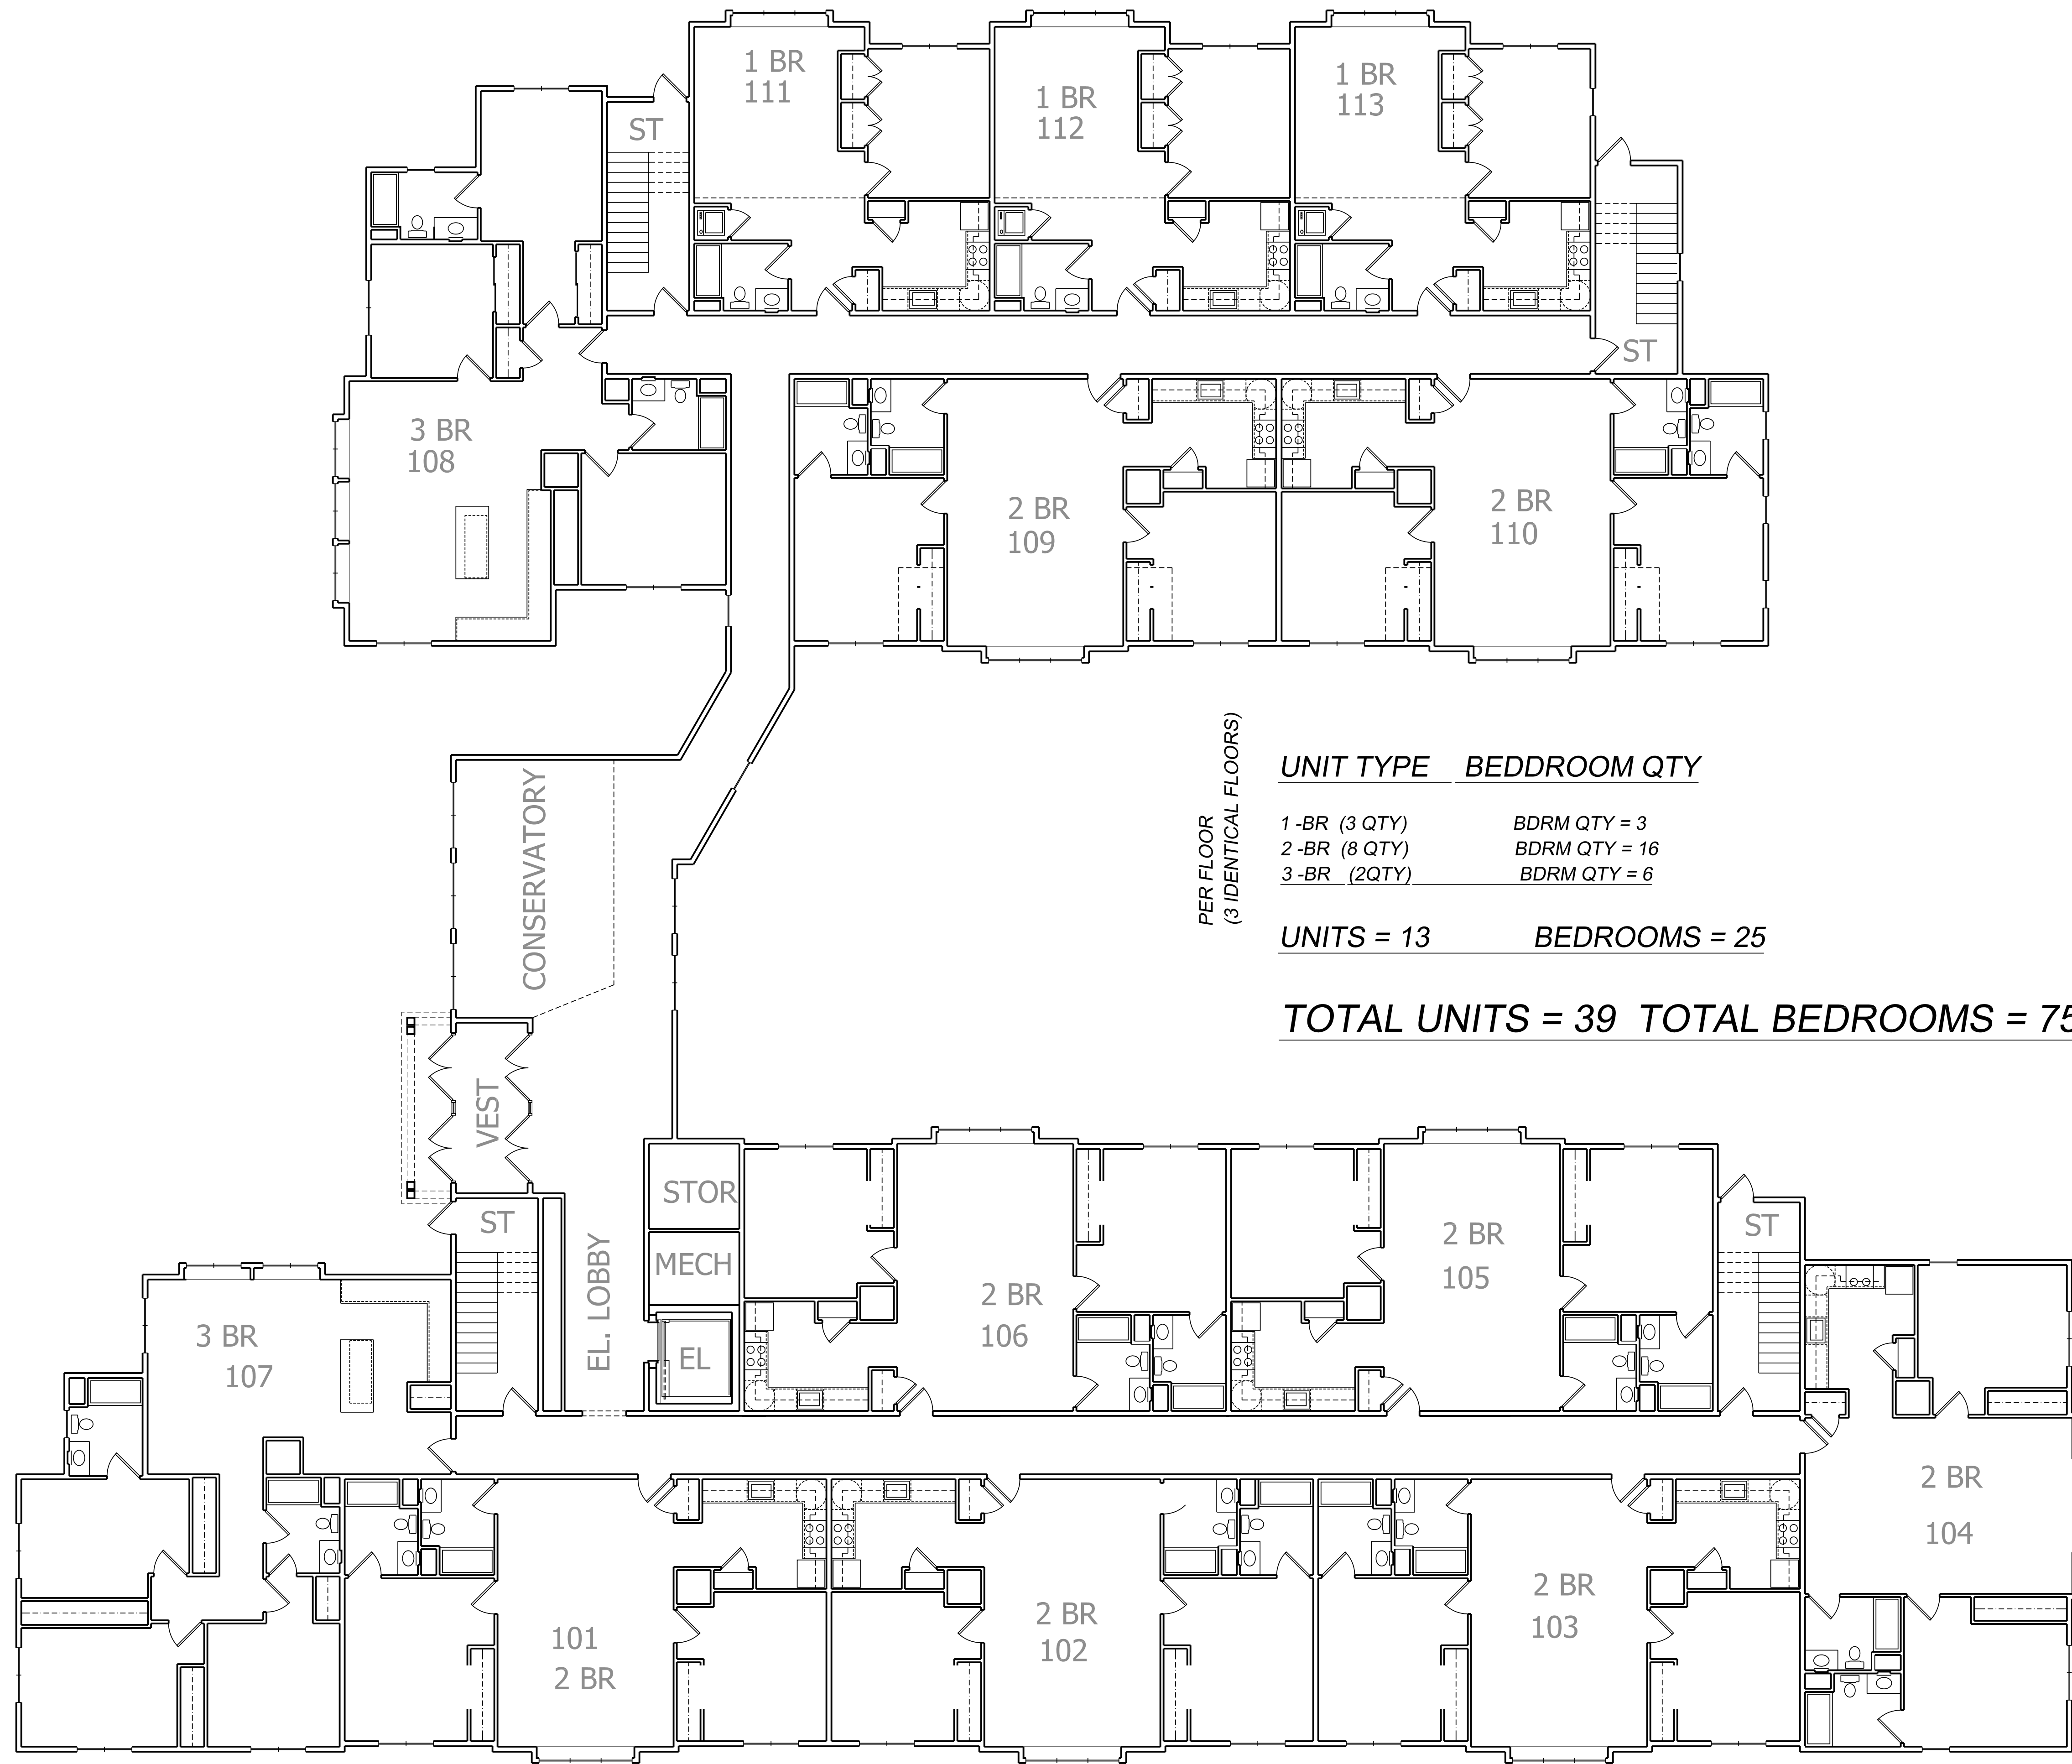 1 BR
111
1 BR
112
1 BR
113
ST
ST
3 BR
108
2 BR
109
2 BR
110
CONSERVATORY
PER FLOOR
(3 IDENTICAL FLOORS)
UNIT TYPE BEDDROOM QTY
1 -BR (3 QTY) BDRM QTY = 3
2 -BR (8 QTY) BDRM QTY = 16
3 -BR (2QTY) BDRM QTY = 6
UNITS = 13 BEDROOMS = 25
TOTAL UNITS = 39 TOTAL BEDROOMS = 75
VEST
STOR
ST
MECH
EL. LOBBY
EL
3 BR
107
2 BR
106
2 BR
105
ST
2 BR
104
101
2 BR
2 BR
102
2 BR
103